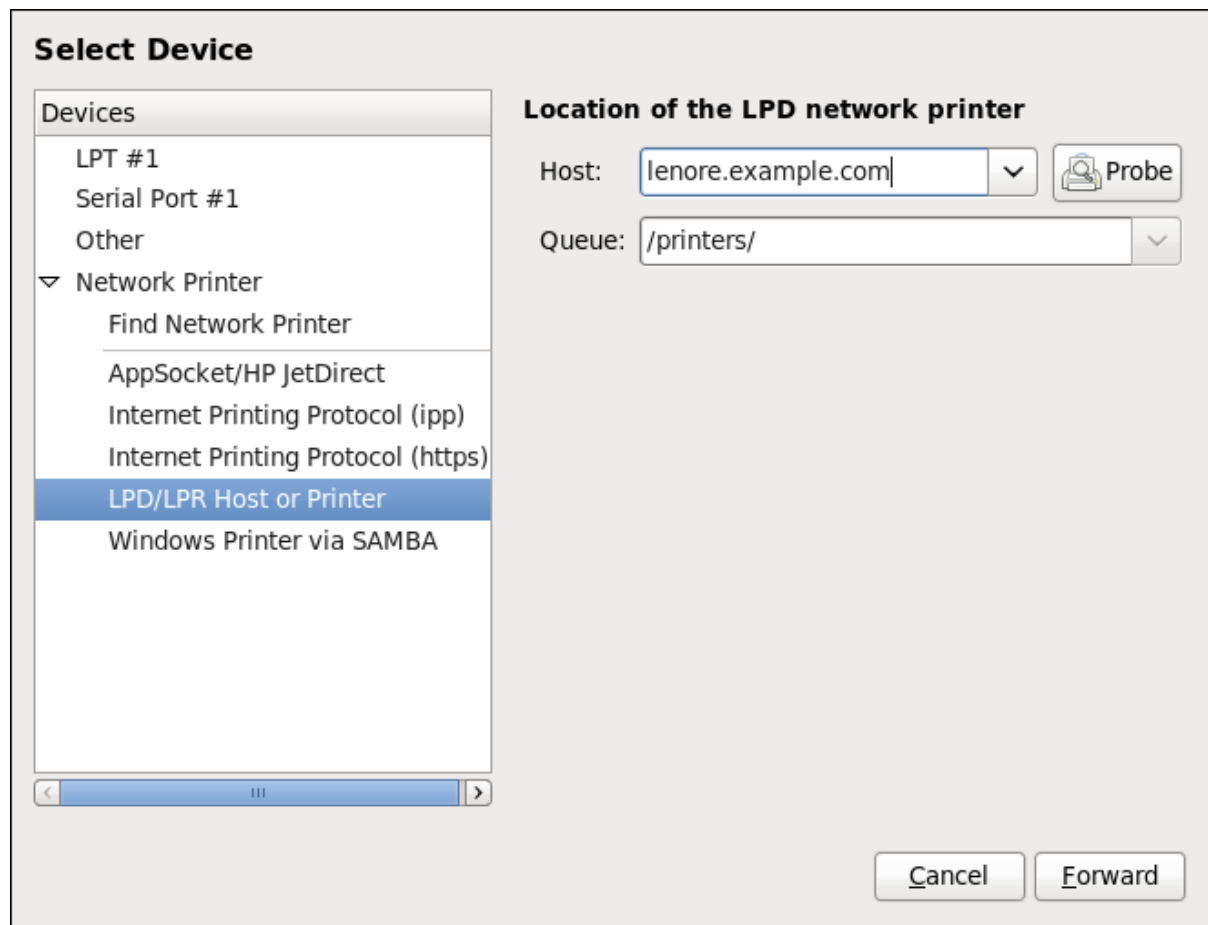 Select Device
Devices
LPT #1
Serial Port #1
Other
Network Printer
Find Network Printer
AppSocket/HP JetDirect
Internet Printing Protocol (ipp)
Internet Printing Protocol (https)
LPD/LPR Host or Printer
Windows Printer via SAMBA
Location of the LPD network printer
Host: lenore.example.com Probe
Queue: /printers/
Cancel Forward